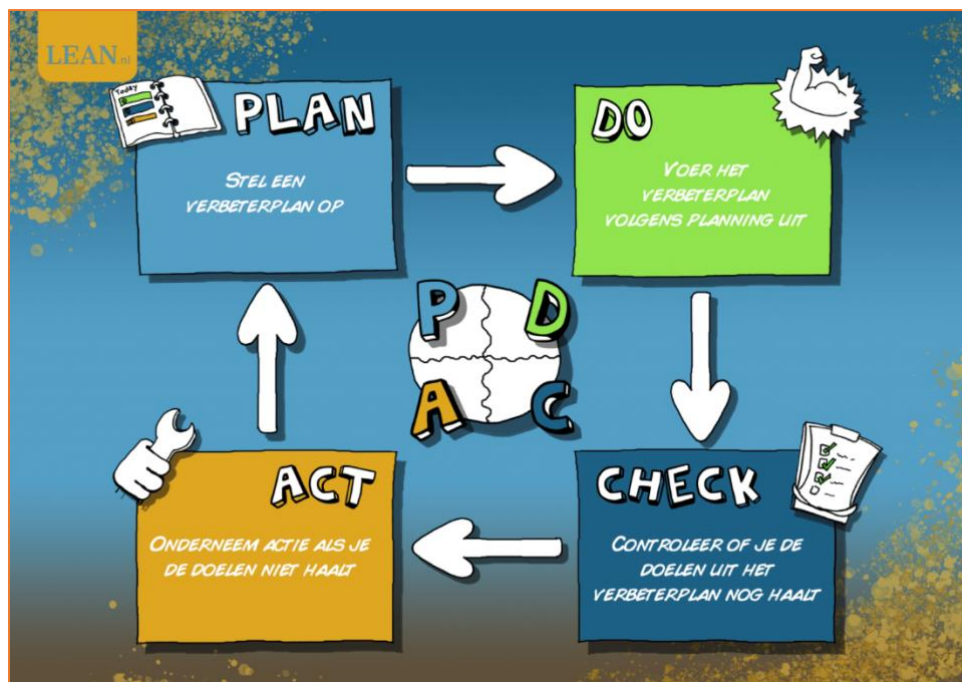 LEAN.nl
Today
PLAN
STEL EEN
VERBETERPLAN OP
DO
VOER HET
VERBETERPLAN
VOLGENS PLANNING UIT
P D
A C
ACT
ONDERNEEM ACTIE ALS JE
DE DOELEN NIET HAALT
CHECK
CONTROLEER OF JE DE
DOELEN UIT HET
VERBETERPLAN NOG HAALT